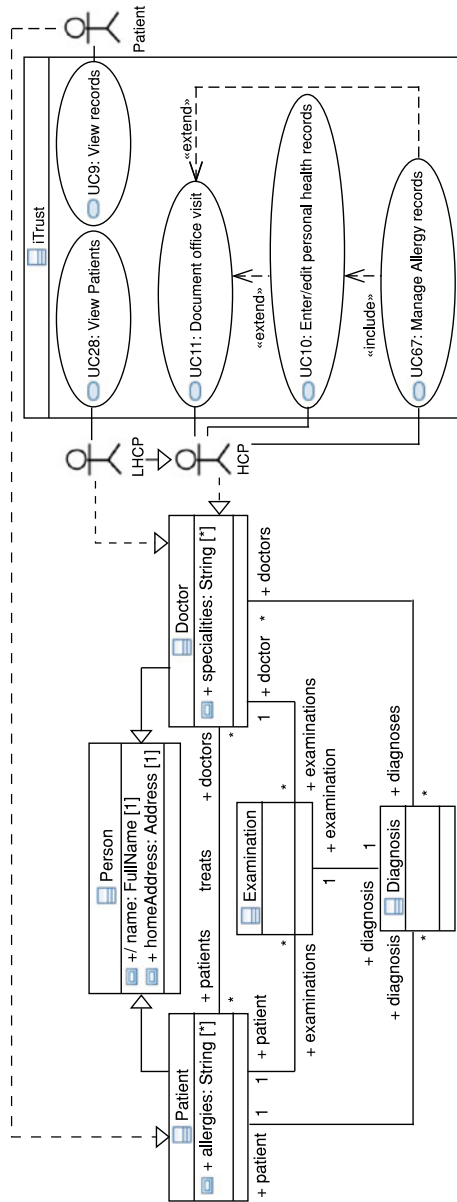 Person
+/ name: FullName [1]
+ homeAddress: Address [1]
Patient
+ allergies: String [*]
Doctor
+ specialities: String [*]
+ patients
treats
+ doctors
*
*
+ patient
1
+ examinations
*
+ doctor
1
+ examinations
*
Examination
+ examination
1
1
+ diagnosis
+ patient
1
+ diagnosis
*
Diagnosis
+ diagnoses
*
+ doctors
*
iTrust
UC28: View Patients
UC9: View records
UC11: Document office visit
«extend»
«extend»
UC10: Enter/edit personal health records
«include»
UC67: Manage Allergy records
LHCP
HCP
Patient